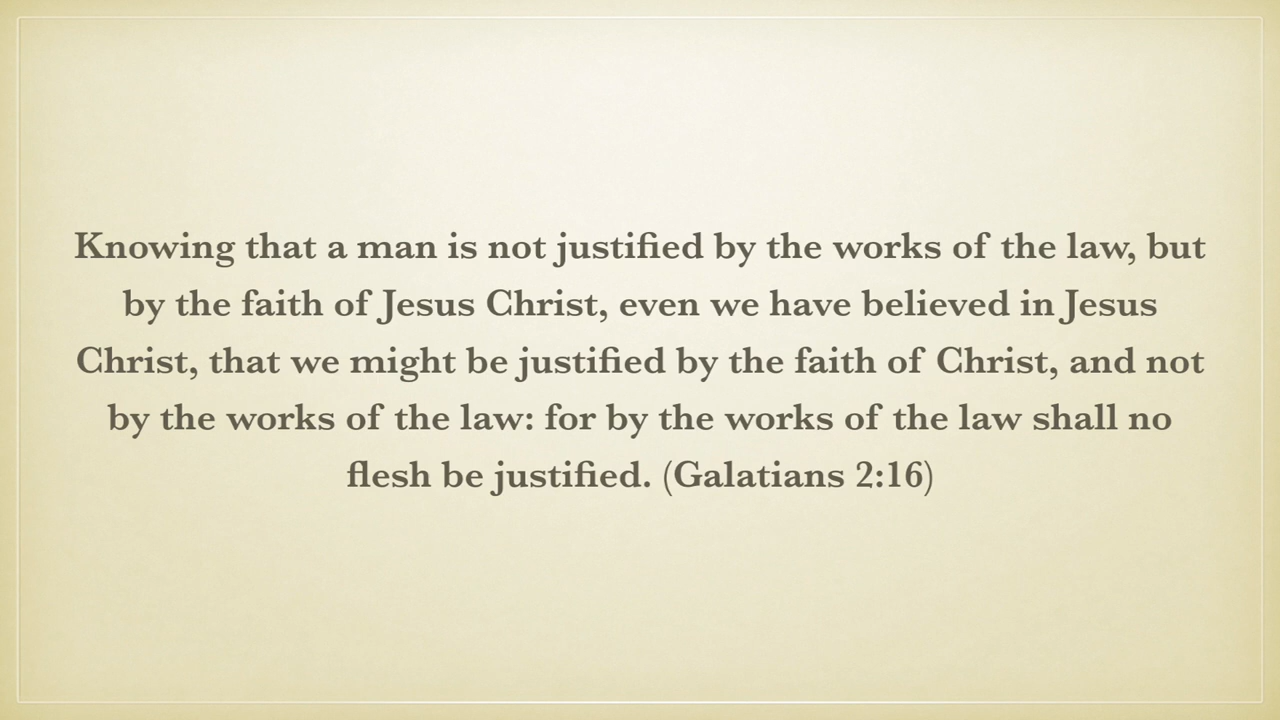 Knowing that a man is not justified by the works of the law, but
by the faith of Jesus Christ, even we have believed in Jesus
Christ, that we might be justified by the faith of Christ, and not
by the works of the law: for by the works of the law shall no
flesh be justified. (Galatians 2:16)